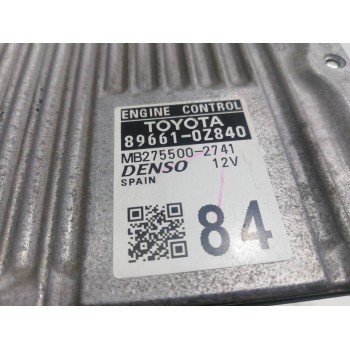 ENGINE CONTROL
TOYOTA
89661-0Z840
MB275500-2741
DENSO 12V
SPAIN
84